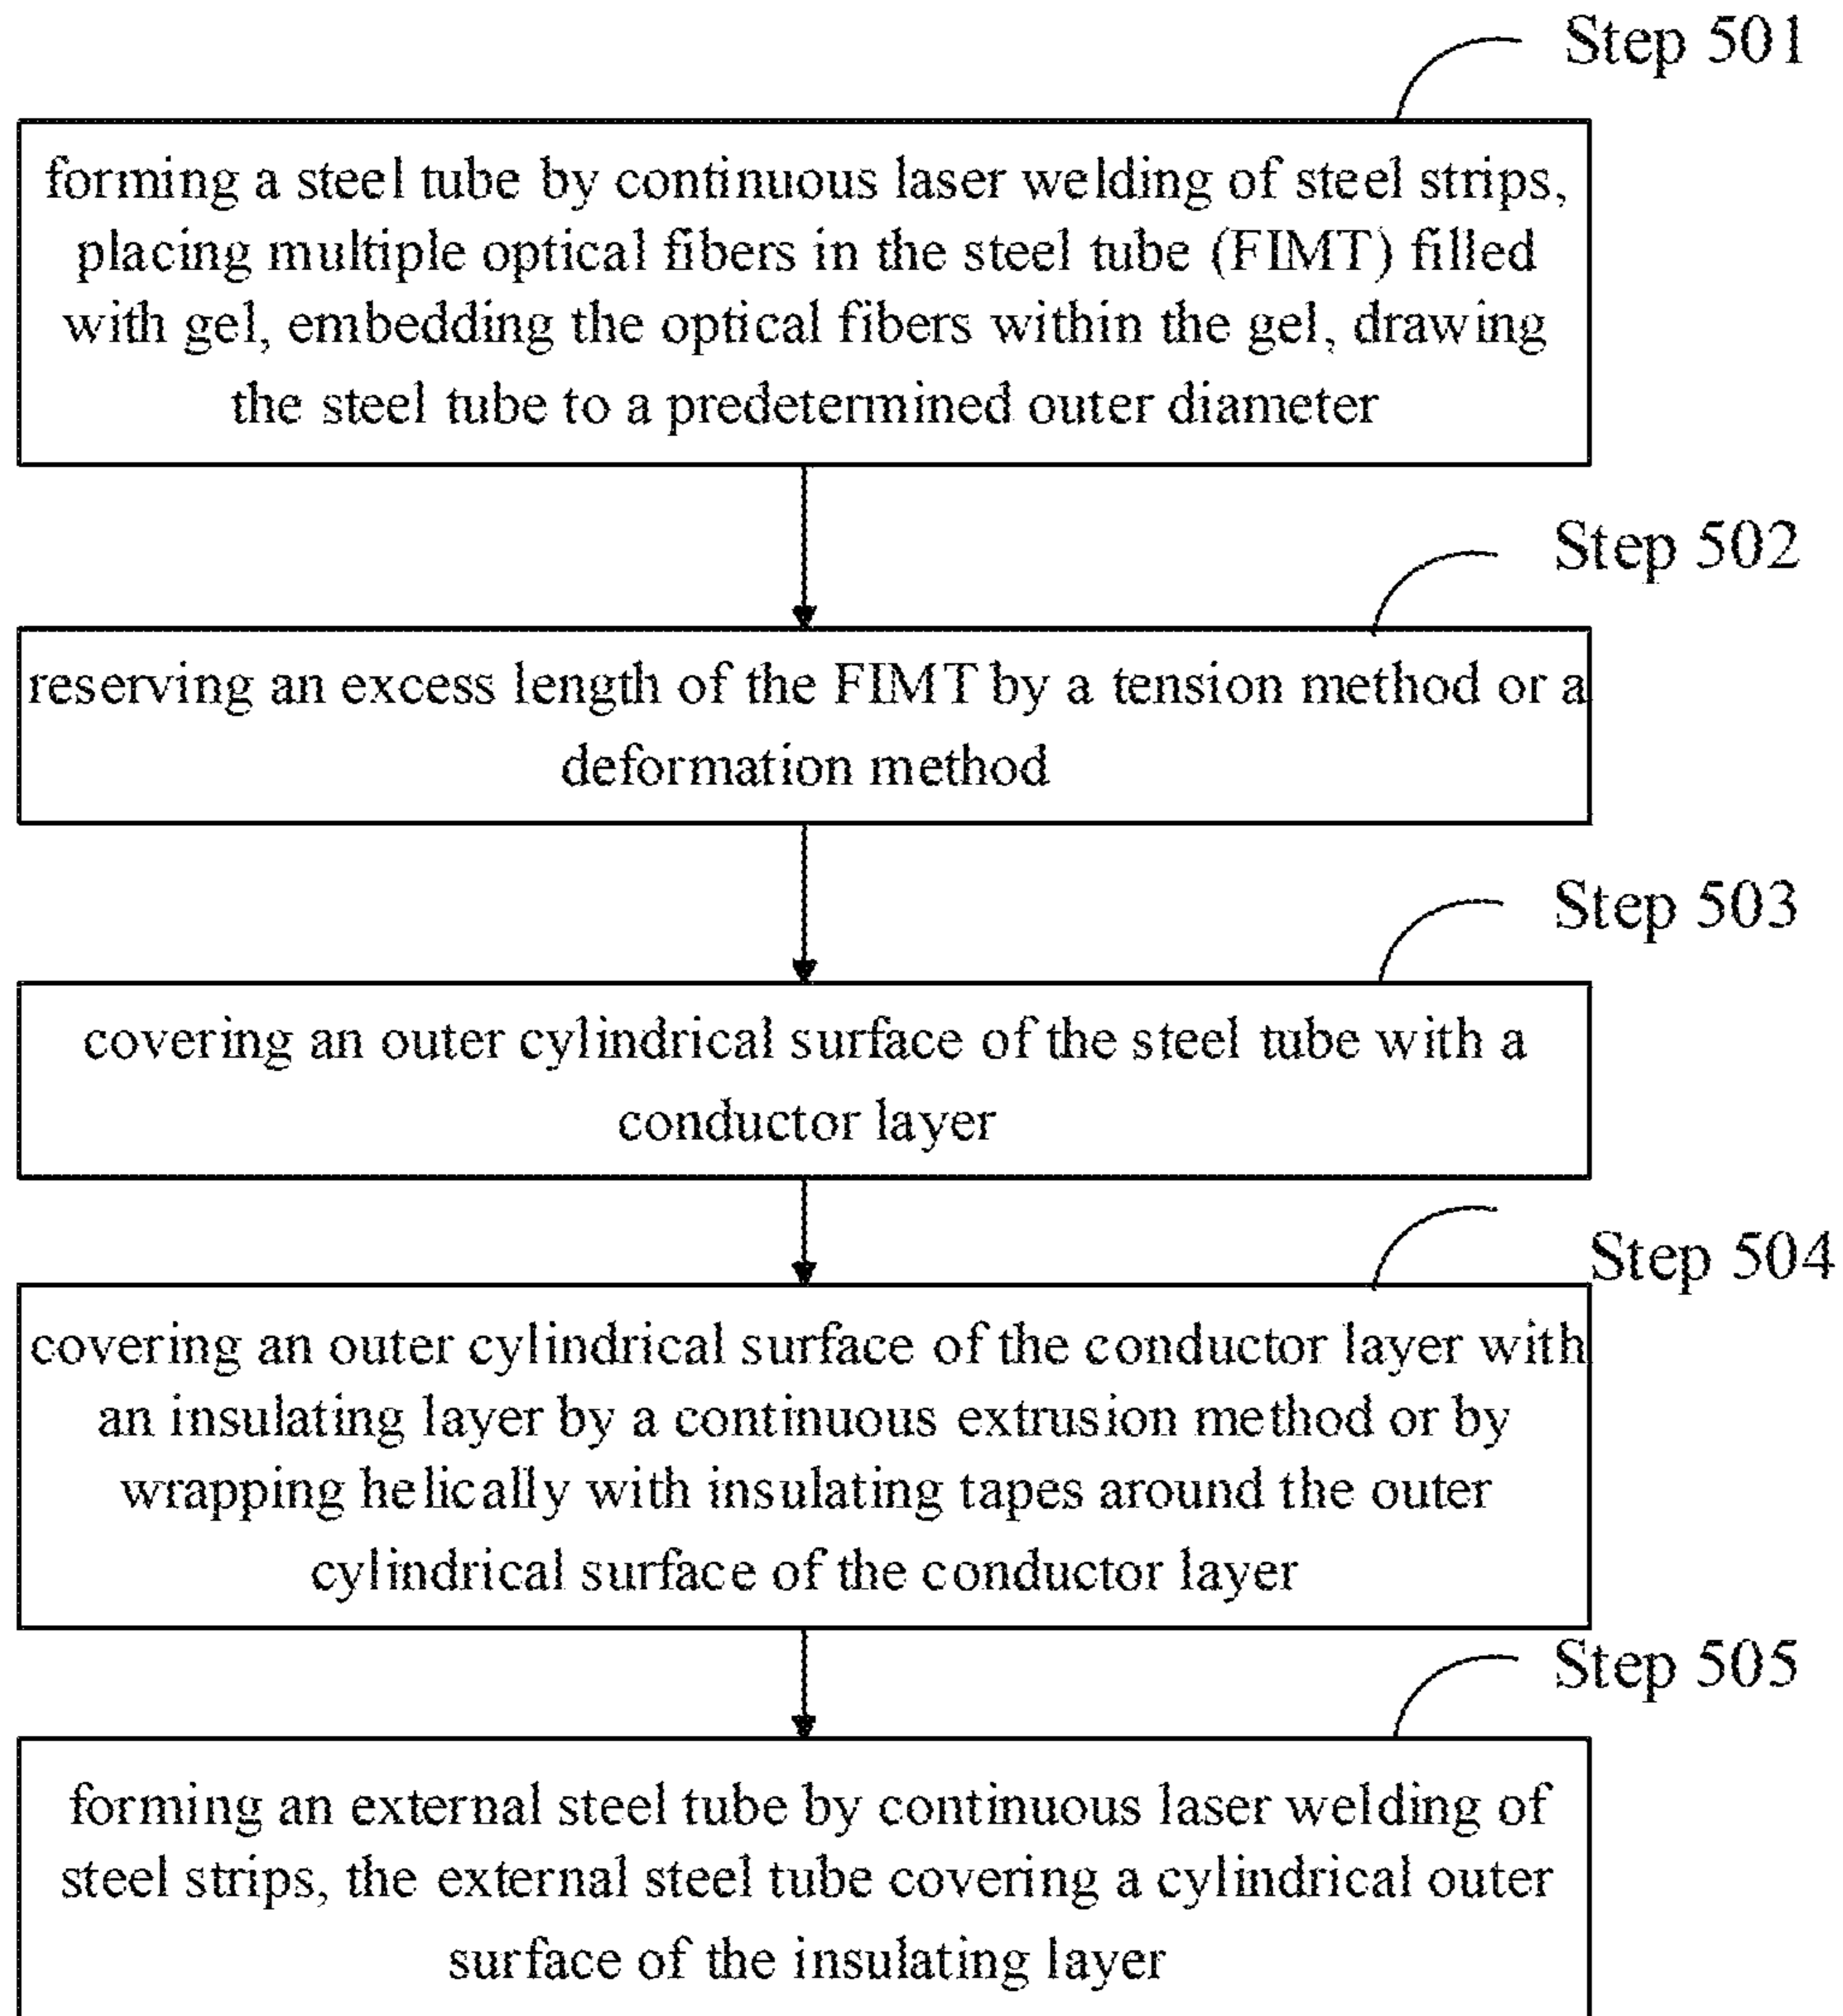 Step 501
forming a steel tube by continuous laser welding of steel strips,
placing multiple optical fibers in the steel tube (FIMT) filled
with gel, embedding the optical fibers within the gel, drawing
the steel tube to a predetermined outer diameter
Step 502
reserving an excess length of the FIMT by a tension method or a
deformation method
Step 503
covering an outer cylindrical surface of the steel tube with a
conductor layer
Step 504
covering an outer cylindrical surface of the conductor layer with
an insulating layer by a continuous extrusion method or by
wrapping helically with insulating tapes around the outer
cylindrical surface of the conductor layer
Step 505
forming an external steel tube by continuous laser welding of
steel strips, the external steel tube covering a cylindrical outer
surface of the insulating layer